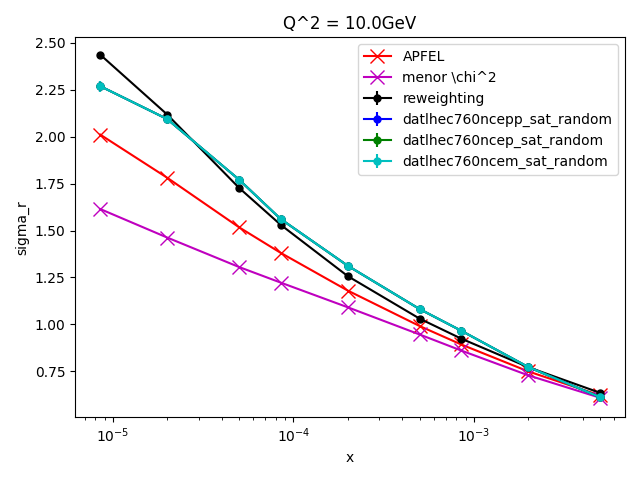 Q^2 = 10.0GeV
APFEL
menor \chi^2
reweighting
datlhec760ncepp_sat_random
datlhec760ncep_sat_random
datlhec760ncem_sat_random
sigma_r
2.50
2.25
2.00
1.75
1.50
1.25
1.00
0.75
10^-5
10^-4
10^-3
x